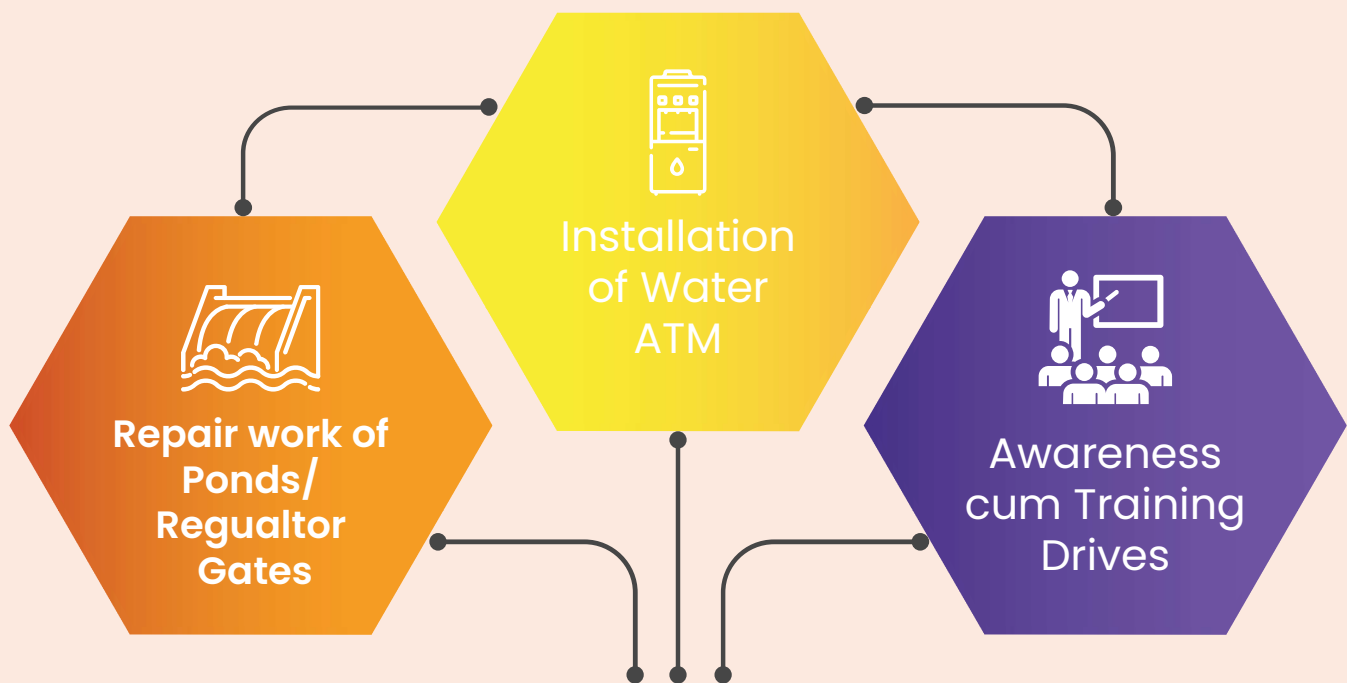 Installation
of Water
ATM
Repair work of
Ponds/
Regualtor
Gates
Awareness
cum Training
Drives